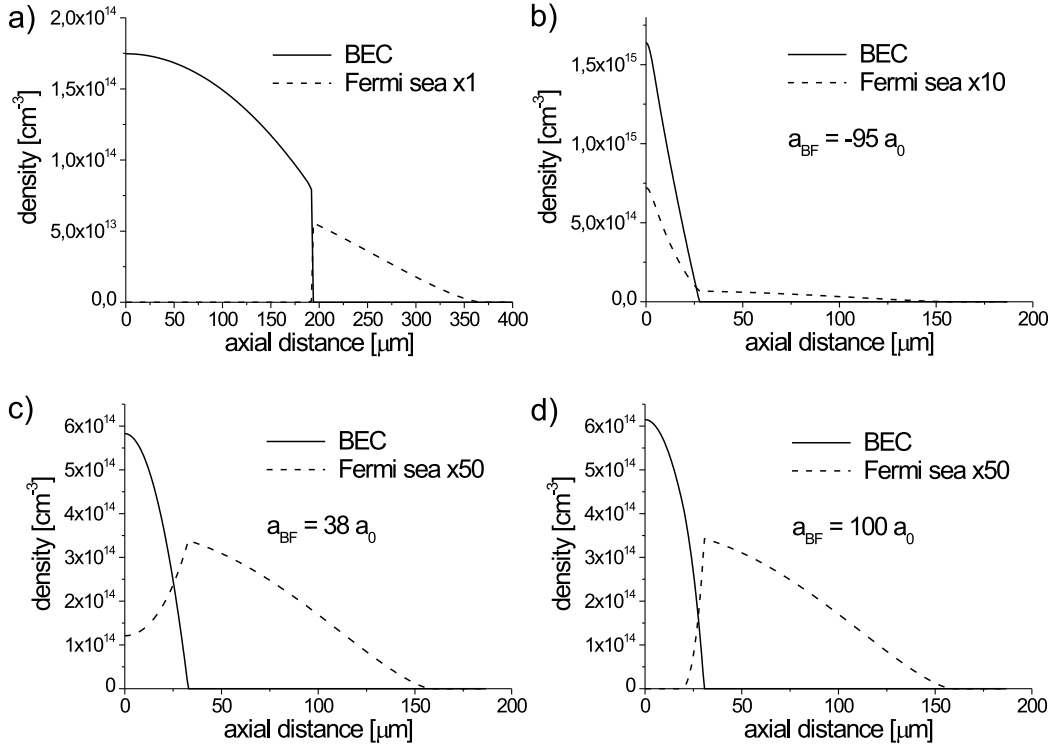 a)
2,0x10^14
1,5x10^14
1,0x10^14
5,0x10^13
0,0
density [cm^-3]
BEC
Fermi sea x1
0 50 100 150 200 250 300 350 400
axial distance [μm]
b)
1,5x10^15
1,0x10^15
5,0x10^14
0,0
density [cm^-3]
BEC
Fermi sea x10
a_BF = -95 a_0
0 50 100 150 200
axial distance [μm]
c)
6x10^14
5x10^14
4x10^14
3x10^14
2x10^14
1x10^14
0
density [cm^-3]
BEC
Fermi sea x50
a_BF = 38 a_0
0 50 100 150 200
axial distance [μm]
d)
6x10^14
5x10^14
4x10^14
3x10^14
2x10^14
1x10^14
0
density [cm^-3]
BEC
Fermi sea x50
a_BF = 100 a_0
0 50 100 150 200
axial distance [μm]